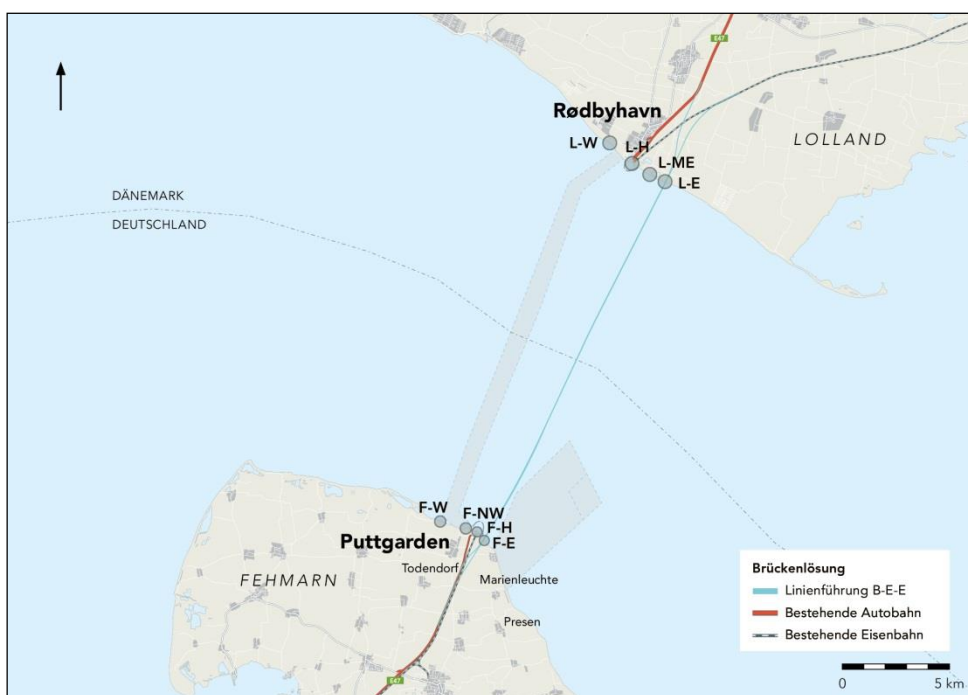 E47
Rødbyhavn
L-W
L-H
LOLLAND
L-ME
L-E
DÄNEMARK
DEUTSCHLAND
F-W
F-NW
F-H
Puttgarden
F-E
Todendorf
Marienleuchte
FEHMARN
Presen
Brückenlösung
Linienführung B-E-E
Bestehende Autobahn
Bestehende Eisenbahn
E47
0 5 km